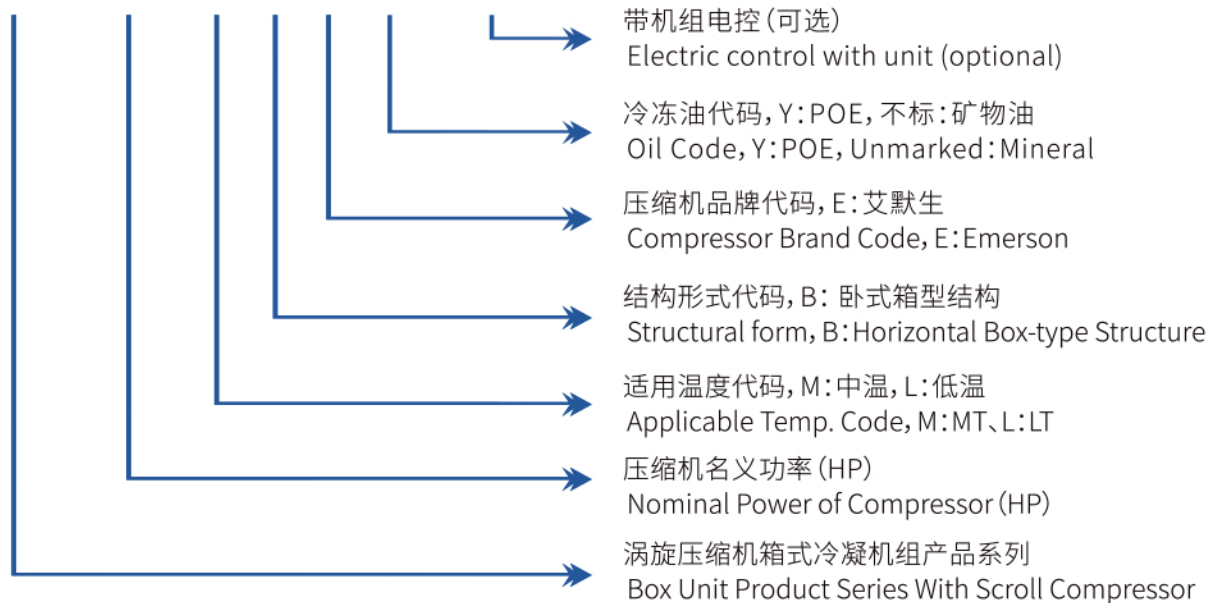 带机组电控(可选)
Electric control with unit (optional)
冷冻油代码,Y:POE,不标:矿物油
Oil Code, Y:POE, Unmarked:Mineral
压缩机品牌代码,E:艾默生
Compressor Brand Code, E:Emerson
结构形式代码,B: 卧式箱型结构
Structural form, B:Horizontal Box-type Structure
适用温度代码,M:中温,L:低温
Applicable Temp. Code, M:MT、L:LT
压缩机名义功率(HP)
Nominal Power of Compressor(HP)
涡旋压缩机箱式冷凝机组产品系列
Box Unit Product Series With Scroll Compressor